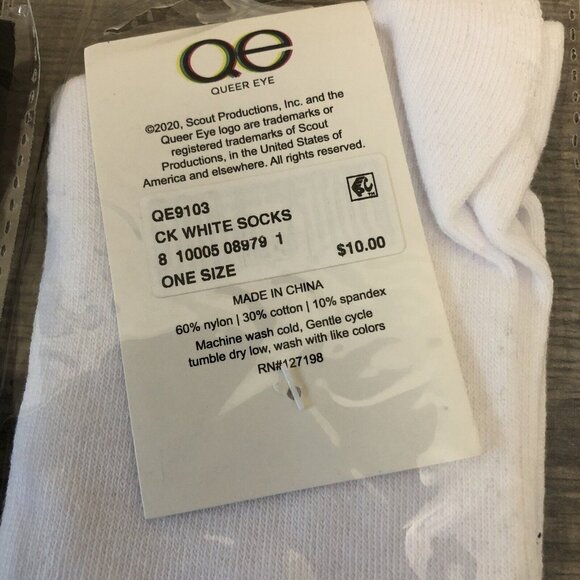 Qe
QUEER EYE
©2020, Scout Productions, Inc. and the
Queer Eye logo are trademarks or
registered trademarks of Scout
Productions, in the United States of
America and elsewhere. All rights reserved.
QE9103
CK WHITE SOCKS
8 10005 08979 1
ONE SIZE
$10.00
MADE IN CHINA
60% nylon | 30% cotton | 10% spandex
Machine wash cold, Gentle cycle
tumble dry low, wash with like colors
RN#127198